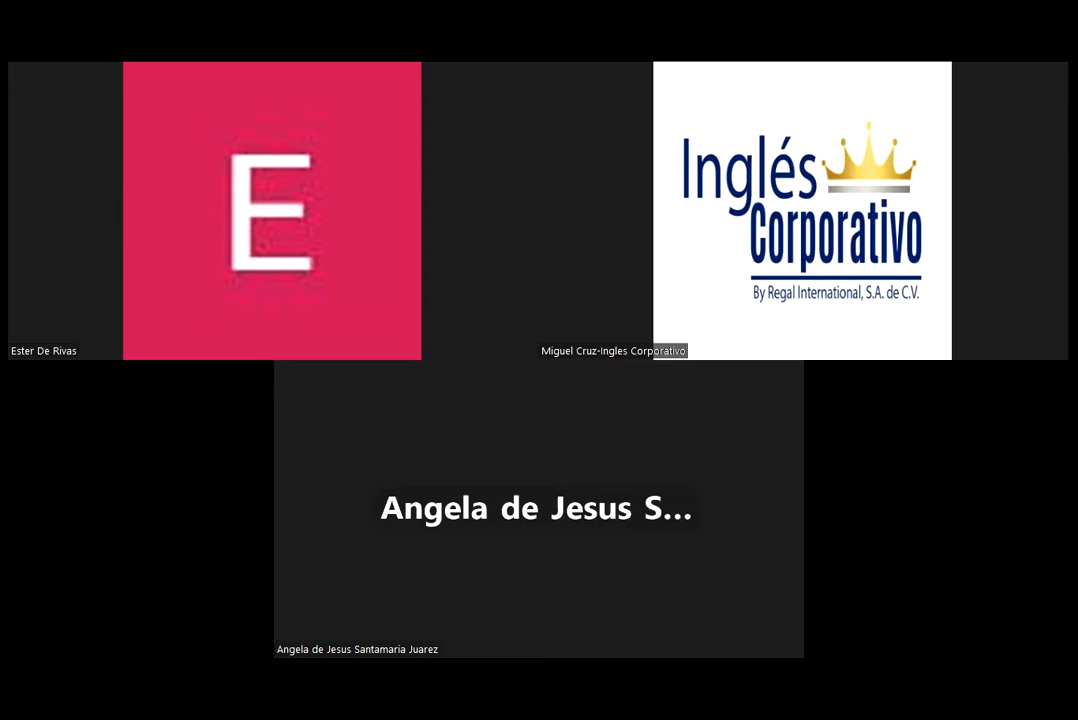 E
Ester De Rivas
Inglés
Corporativo
By Regal International, S.A. de C.V.
Miguel Cruz-Ingles Corporativo
Angela de Jesus S...
Angela de Jesus Santamaria Juarez